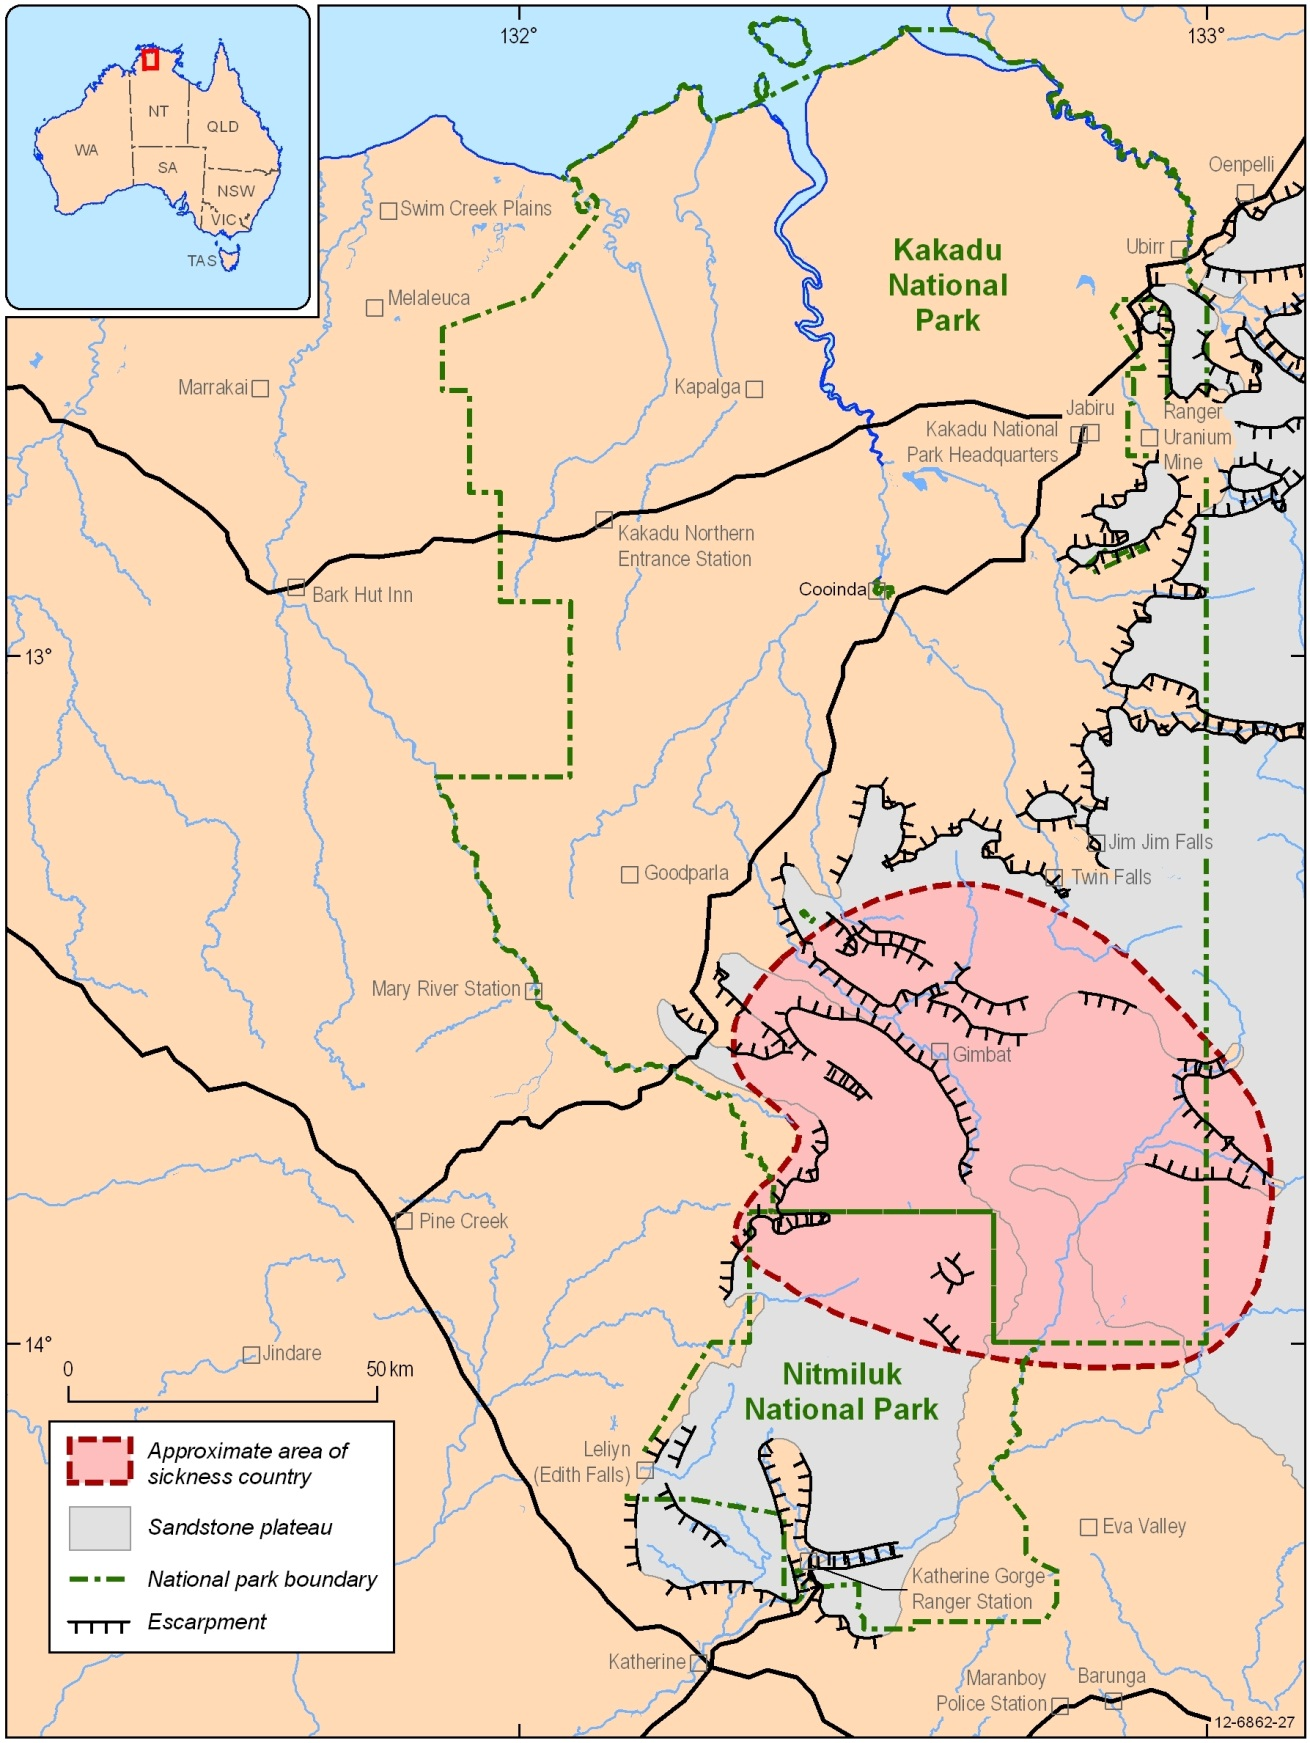 132°
133°
NT
QLD
WA
SA
NSW
VIC
TAS
Oenpelli
Swim Creek Plains
Ubirr
Kakadu
National
Park
Melaleuca
Marrakai
Kapalga
Jabiru
Ranger
Uranium
Mine
Kakadu National
Park Headquarters
Kakadu Northern
Entrance Station
Bark Hut Inn
Cooinda
13°
Jim Jim Falls
Twin Falls
Goodparla
Mary River Station
Gimbat
Pine Creek
14°
Jindare
0
50 km
Nitmiluk
National Park
Leliyn
(Edith Falls)
Approximate area of
sickness country
Sandstone plateau
National park boundary
Escarpment
Eva Valley
Katherine Gorge
Ranger Station
Katherine
Maranboy
Police Station
Barunga
12-6862-27